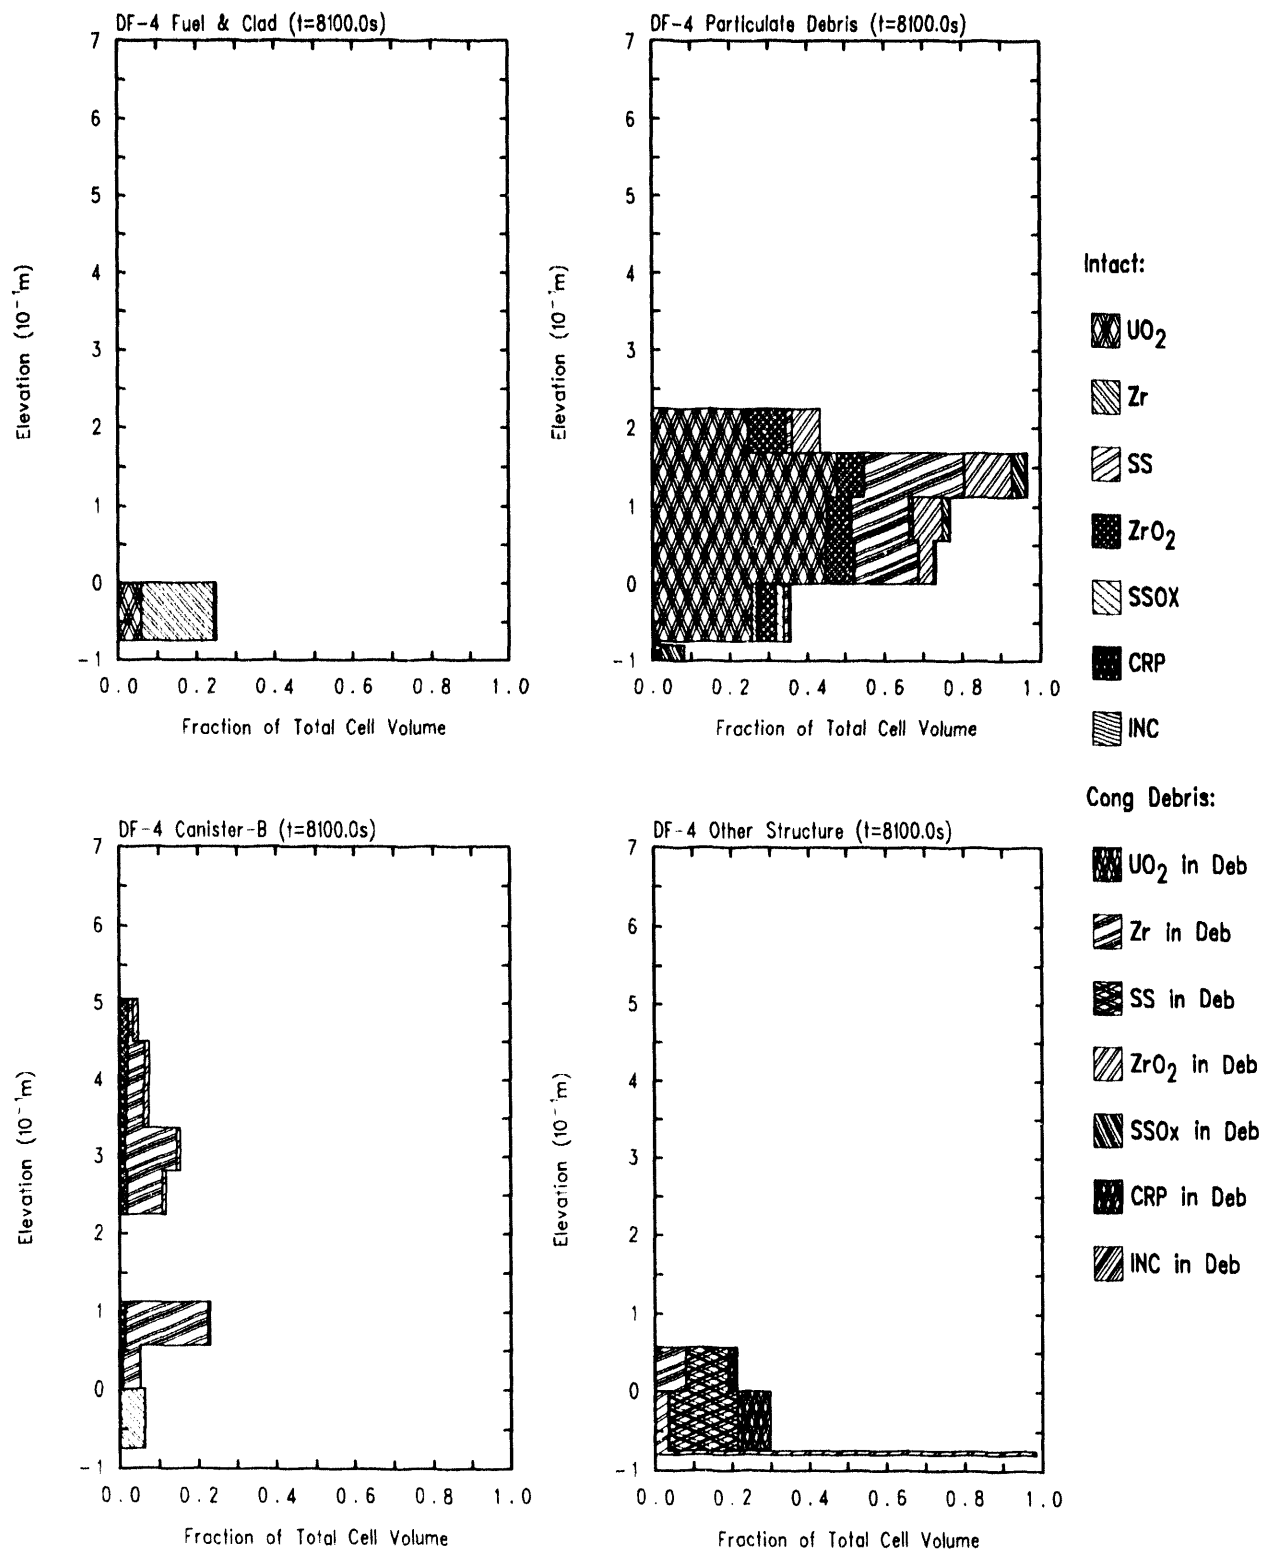 DF-4 Fuel & Clad (t=8100.0s)
7
6
5
4
3
2
1
0
-1
Elevation (10⁻¹m)
0.0 0.2 0.4 0.6 0.8 1.0
Fraction of Total Cell Volume
DF-4 Particulate Debris (t=8100.0s)
7
6
5
4
3
2
1
0
-1
Elevation (10⁻¹m)
0.0 0.2 0.4 0.6 0.8 1.0
Fraction of Total Cell Volume
DF-4 Canister-B (t=8100.0s)
7
6
5
4
3
2
1
0
-1
Elevation (10⁻¹m)
0.0 0.2 0.4 0.6 0.8 1.0
Fraction of Total Cell Volume
DF-4 Other Structure (t=8100.0s)
7
6
5
4
3
2
1
0
-1
Elevation (10⁻¹m)
0.0 0.2 0.4 0.6 0.8 1.0
Fraction of Total Cell Volume
Intact:
UO₂
Zr
SS
ZrO₂
SSOX
CRP
INC
Cong Debris:
UO₂ in Deb
Zr in Deb
SS in Deb
ZrO₂ in Deb
SSOx in Deb
CRP in Deb
INC in Deb